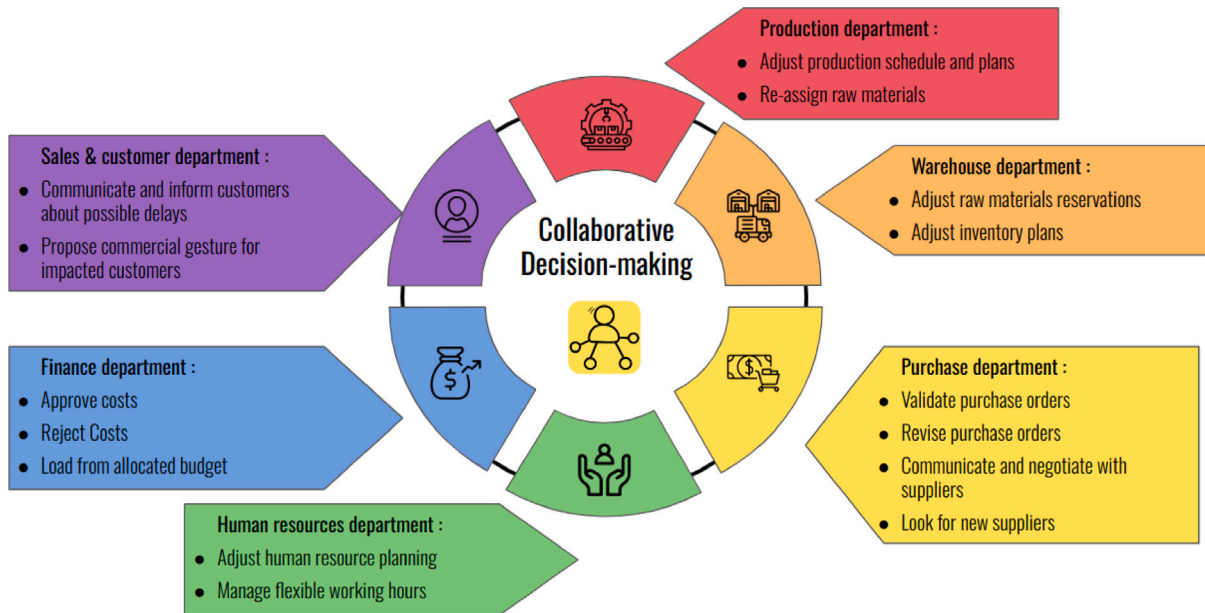 Production department :
● Adjust production schedule and plans
● Re-assign raw materials
Sales & customer department :
● Communicate and inform customers
about possible delays
● Propose commercial gesture for
impacted customers
Warehouse department :
● Adjust raw materials reservations
● Adjust inventory plans
Collaborative
Decision-making
$
$
Finance department :
● Approve costs
● Reject Costs
● Load from allocated budget
Purchase department :
● Validate purchase orders
● Revise purchase orders
● Communicate and negotiate with
suppliers
● Look for new suppliers
Human resources department :
● Adjust human resource planning
● Manage flexible working hours